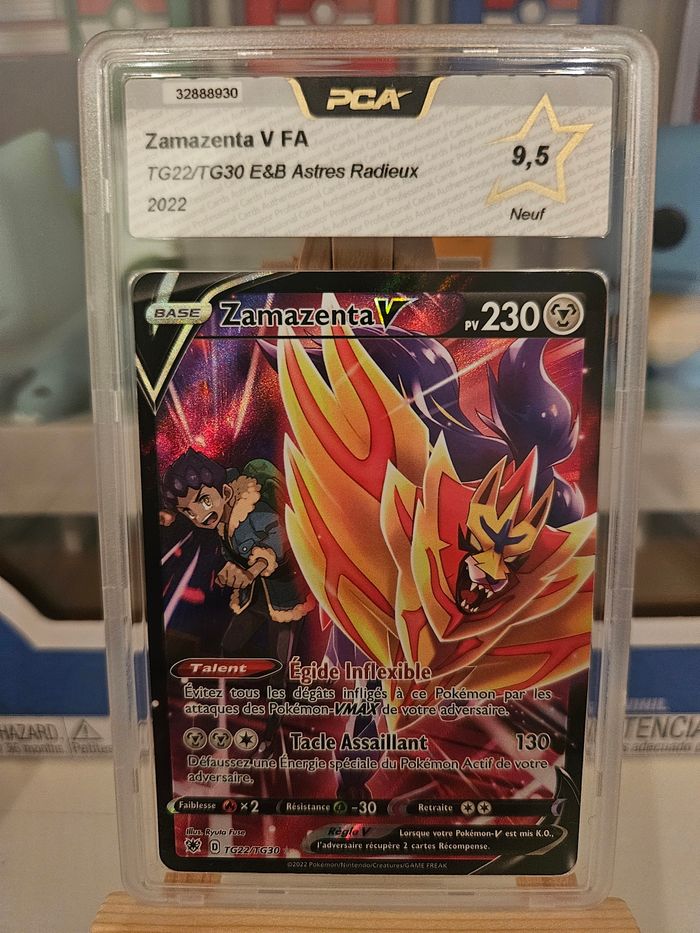 32888930
PCA
Zamazenta V FA
TG22/TG30 E&B Astres Radieux
2022
9,5
Neuf
BASE
Zamazenta V
PV 230
Talent
Égide Inflexible
Évitez tous les dégâts infligés à ce Pokémon par les
attaques des Pokémon-VMAX de votre adversaire.
Tacle Assaillant 130
Défaussez une Énergie spéciale du Pokémon Actif de votre
adversaire.
Faiblesse ×2 Résistance -30 Retraite
Illus. Ryuta Fuse
D TG22/TG30
Règle V
Lorsque votre Pokémon-V est mis K.O.,
l'adversaire récupère 2 cartes Récompense.
©2022 Pokémon/Nintendo/Creatures/GAME FREAK
HAZARD.
36 months.
TENCIA
adecuado